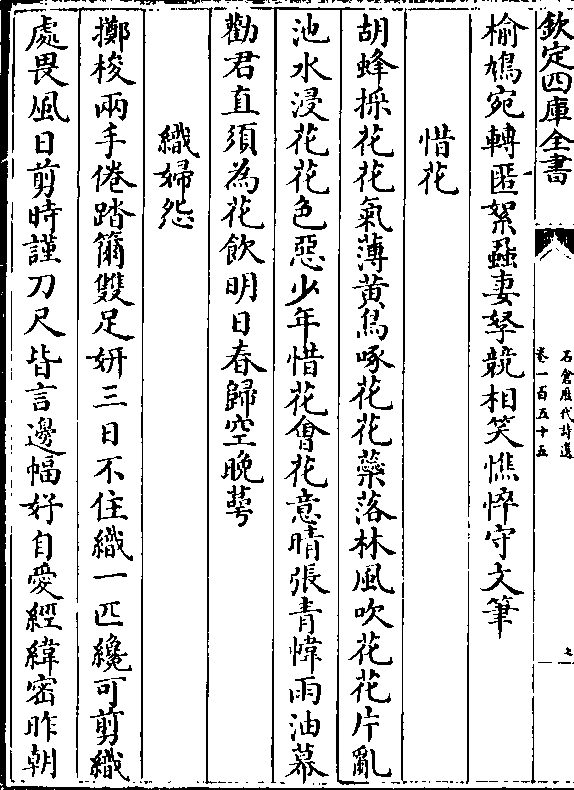 欽定四庫全書
石倉歷代詩選
卷一百五十五
七
榆鳩宛轉匿絮蝨妻孥競相笑憔悴守文筆
惜花
胡蜂採花花氣薄黄鳥啄花花蘂落林風吹花花片亂
池水浸花花色惡少年惜花會花意晴張青幃雨油幕
勸君直須為花飲明日春歸空晚萼
織婦怨
擲梭兩手倦踏籋雙足妍三日不住織一匹纔可剪織
處畏風日剪時謹刀尺皆言邊幅好自愛經緯密昨朝